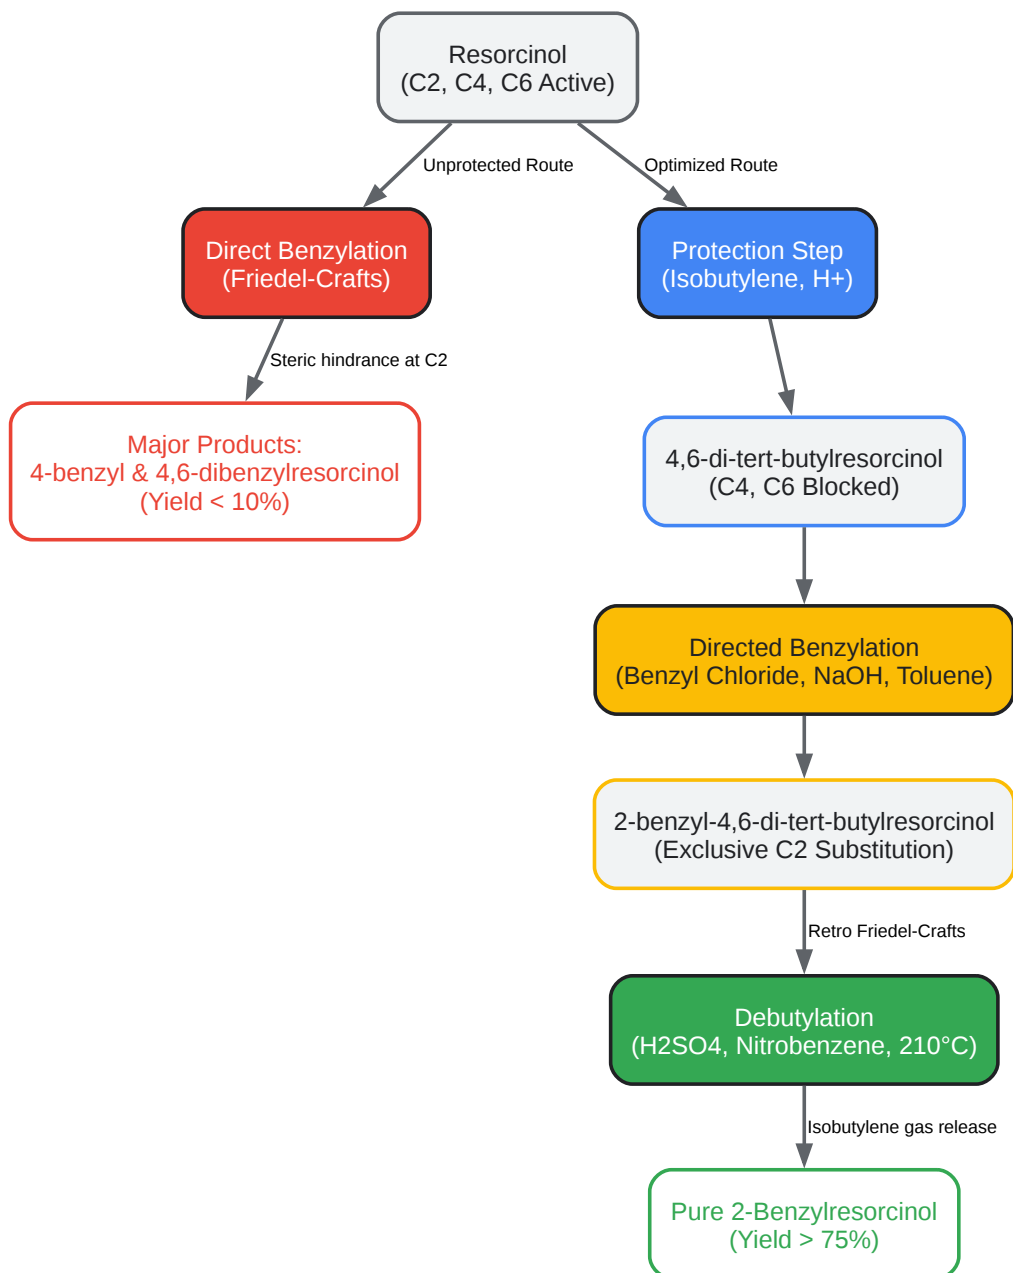 Resorcinol
(C2, C4, C6 Active)
Unprotected Route
Optimized Route
Direct Benzylation
(Friedel-Crafts)
Protection Step
(Isobutylene, H+)
Steric hindrance at C2
Major Products:
4-benzyl & 4,6-dibenzylresorcinol
(Yield < 10%)
4,6-di-tert-butylresorcinol
(C4, C6 Blocked)
Directed Benzylation
(Benzyl Chloride, NaOH, Toluene)
2-benzyl-4,6-di-tert-butylresorcinol
(Exclusive C2 Substitution)
Retro Friedel-Crafts
Debutylation
(H2SO4, Nitrobenzene, 210°C)
Isobutylene gas release
Pure 2-Benzylresorcinol
(Yield > 75%)